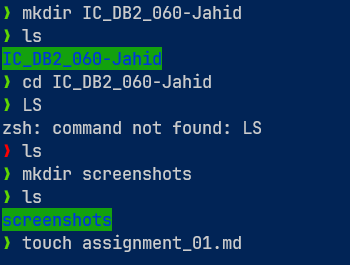 ❯ mkdir IC_DB2_060-Jahid
❯ ls
IC_DB2_060-Jahid
❯ cd IC_DB2_060-Jahid
❯ LS
zsh: command not found: LS
❯ ls
❯ mkdir screenshots
❯ ls
screenshots
❯ touch assignment_01.md